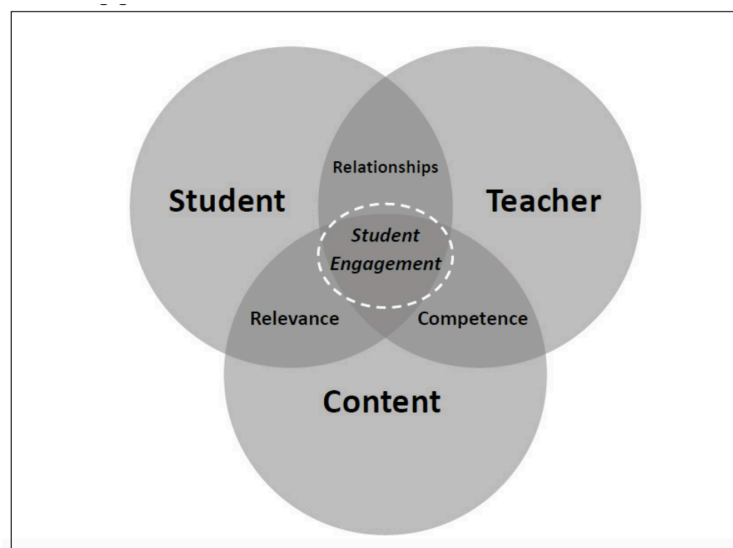 Relationships
Student
Teacher
Student
Engagement
Relevance
Competence
Content